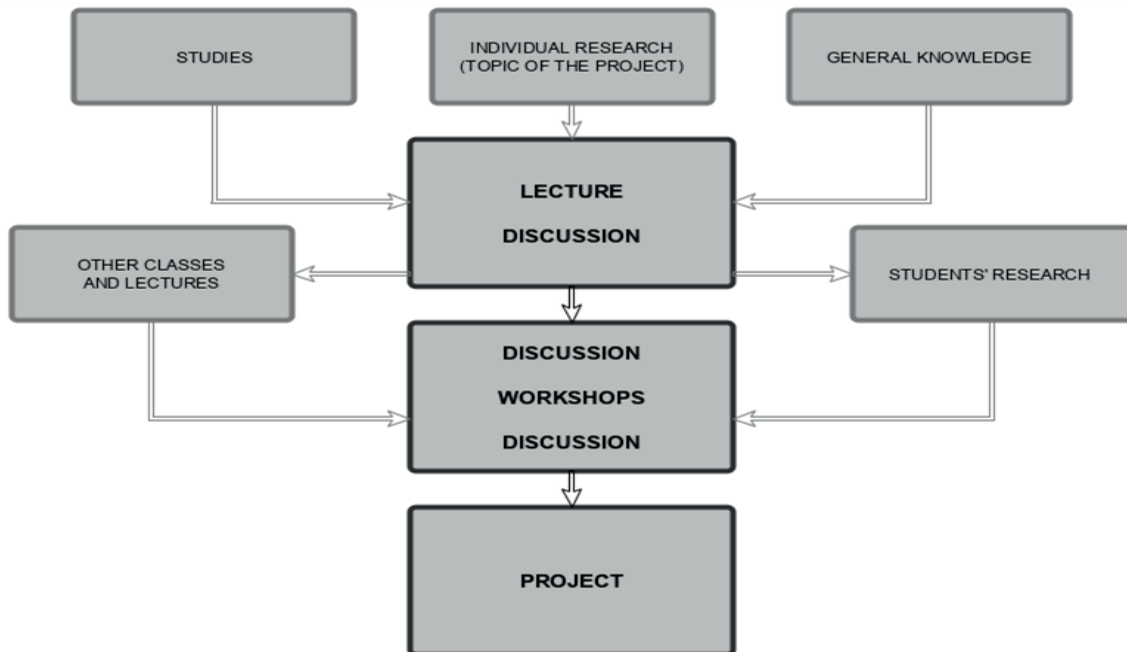 STUDIES
INDIVIDUAL RESEARCH
(TOPIC OF THE PROJECT)
GENERAL KNOWLEDGE
LECTURE
DISCUSSION
OTHER CLASSES
AND LECTURES
STUDENTS' RESEARCH
DISCUSSION
WORKSHOPS
DISCUSSION
PROJECT